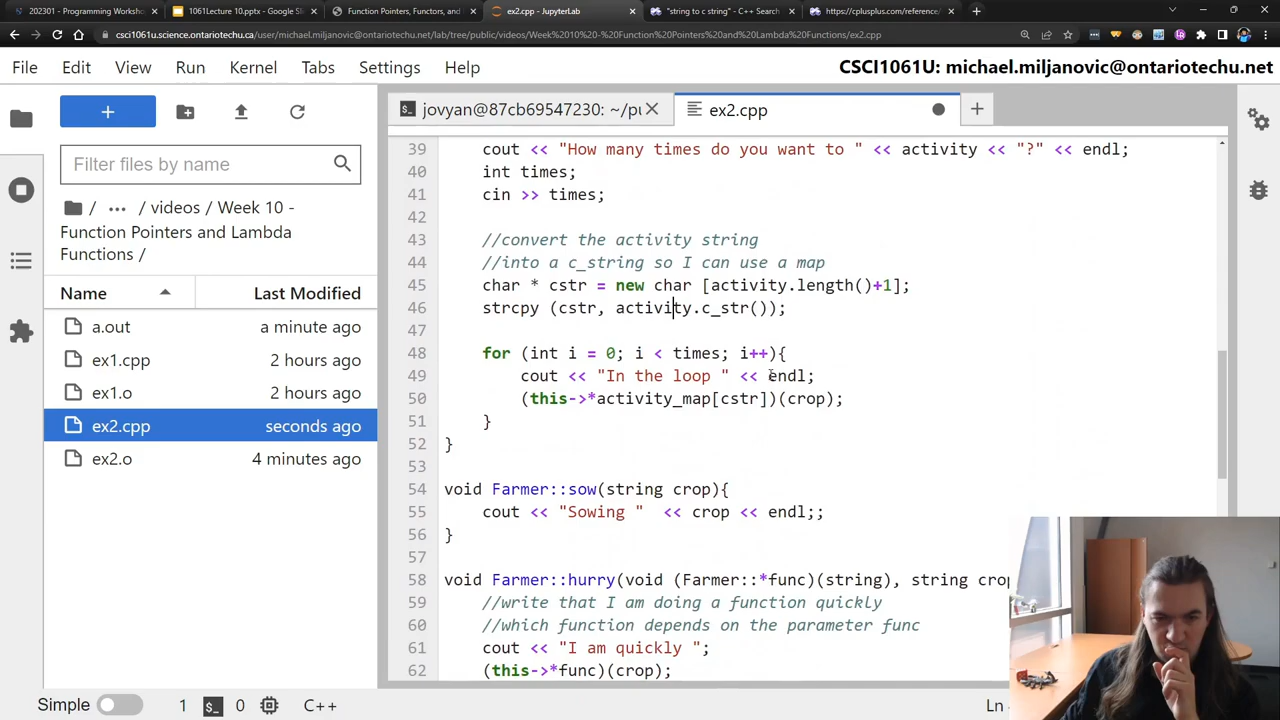 202301 - Programming Worksh
1061Lecture 10.pptx - Google Sl
Function Pointers, Functors, and
ex2.cpp - JupyterLab
"string to c string" - C++ Search
https://cplusplus.com/reference/
csci1061u.science.ontariotechu.ca/user/michael.miljanovic.ontariotechu.net/lab/tree/public/videos/Week%2010%20-%20Function%20Pointers%20and%20Lambda%20Functions/ex2.cpp
File Edit View Run Kernel Tabs Settings Help
CSCI1061U: michael.miljanovic@ontariotechu.net
Filter files by name
/ ... / videos / Week 10 -
Function Pointers and Lambda
Functions /
Name Last Modified
a.out a minute ago
ex1.cpp 2 hours ago
ex1.o 2 hours ago
ex2.cpp seconds ago
ex2.o 4 minutes ago
jovyan@87cb69547230: ~/pu
ex2.cpp
39 cout << "How many times do you want to " << activity << "?" << endl;
40 int times;
41 cin >> times;
42
43 //convert the activity string
44 //into a c_string so I can use a map
45 char * cstr = new char [activity.length()+1];
46 strcpy (cstr, activity.c_str());
47
48 for (int i = 0; i < times; i++){
49 cout << "In the loop " << endl;
50 (this->*activity_map[cstr])(crop);
51 }
52 }
53
54 void Farmer::sow(string crop){
55 cout << "Sowing " << crop << endl;;
56 }
57
58 void Farmer::hurry(void (Farmer::*func)(string), string crop
59 //write that I am doing a function quickly
60 //which function depends on the parameter func
61 cout << "I am quickly ";
62 (this->*func)(crop);
Simple 1 0 C++
Ln